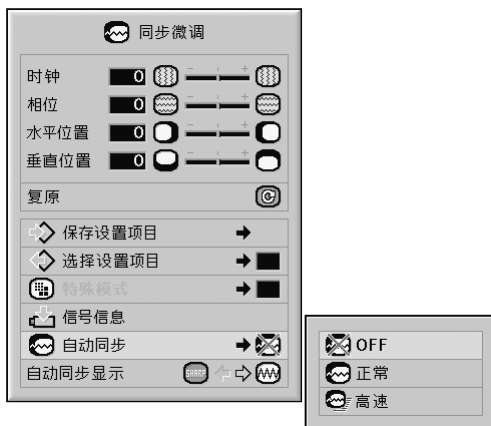 同步微调
时钟 0
相位 0
水平位置 0
垂直位置 0
复原
保存设置项目
选择设置项目
特殊模式
信号信息
自动同步
自动同步显示 SHARP
OFF
正常
高速